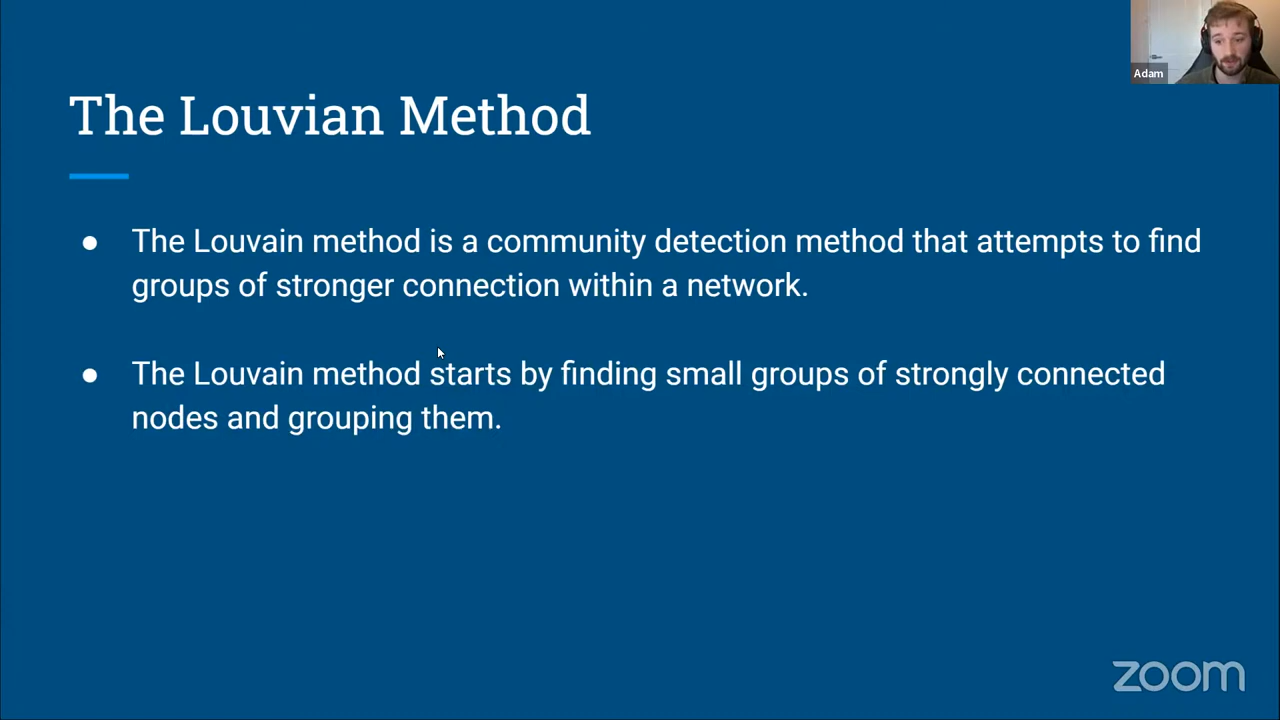 Adam
The Louvian Method
● The Louvain method is a community detection method that attempts to find
groups of stronger connection within a network.
● The Louvain method starts by finding small groups of strongly connected
nodes and grouping them.
zoom